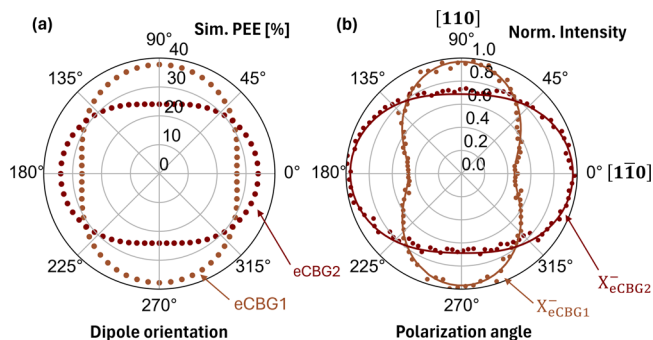 (a)
Sim. PEE [%]
90°
40
135°
45°
30
20
10
0
180°
0°
225°
315°
270°
eCBG2
eCBG1
Dipole orientation
(b)
[110]
Norm. Intensity
90°
1.0
135°
45°
0.8
0.6
0.4
0.2
0.0
180°
0° [11̅0]
225°
315°
270°
X⁻eCBG2
X⁻eCBG1
Polarization angle